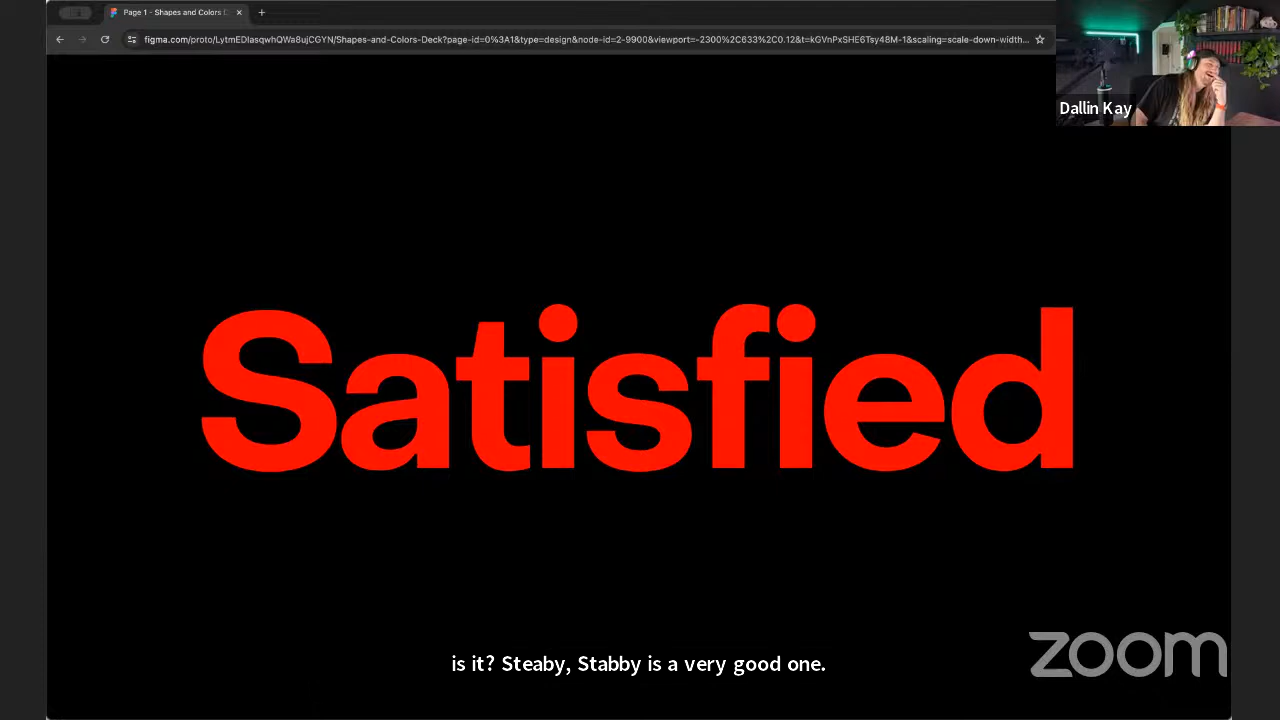 Page 1 - Shapes and Colors D
figma.com/proto/LytmEDIasqwhQWa8ujCGYN/Shapes-and-Colors-Deck?page-id=0%3A1&type=design&node-id=2-9900&viewport=-2300%2C633%2C0.12&t=kGVnPxSHE6Tsy48M-1&scaling=scale-down-width...
Dallin Kay
Satisfied
is it? Steaby, Stabby is a very good one.
zoom